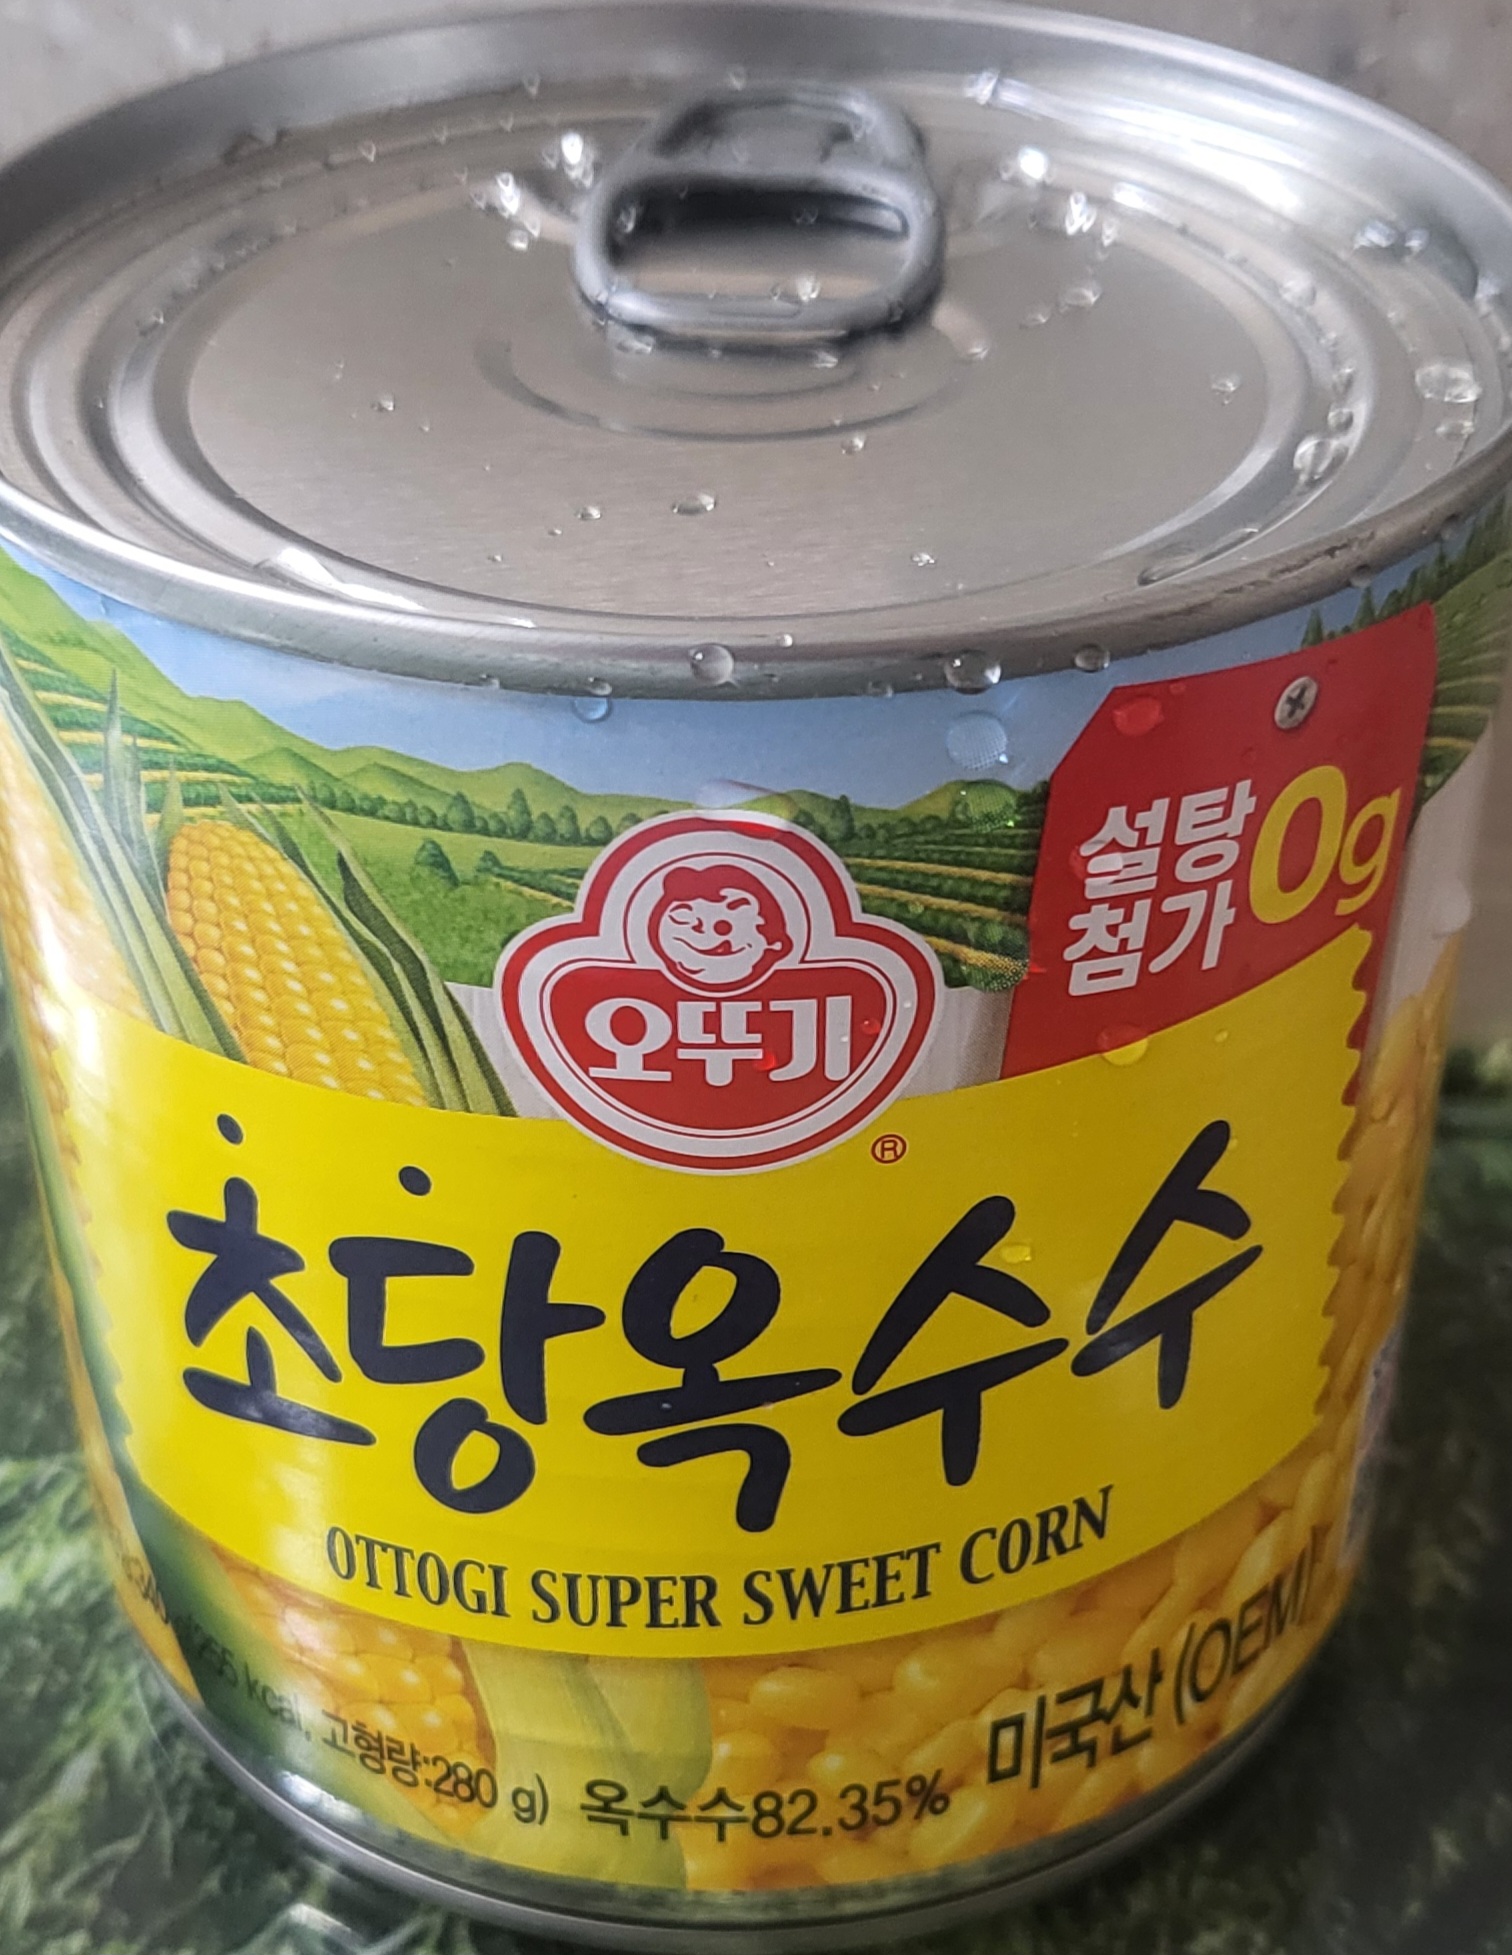 설탕 0g
첨가
오뚜기
®
초당옥수수
OTTOGI SUPER SWEET CORN
kcal, 고형량:280 g) 옥수수82.35% 미국산(OEM)